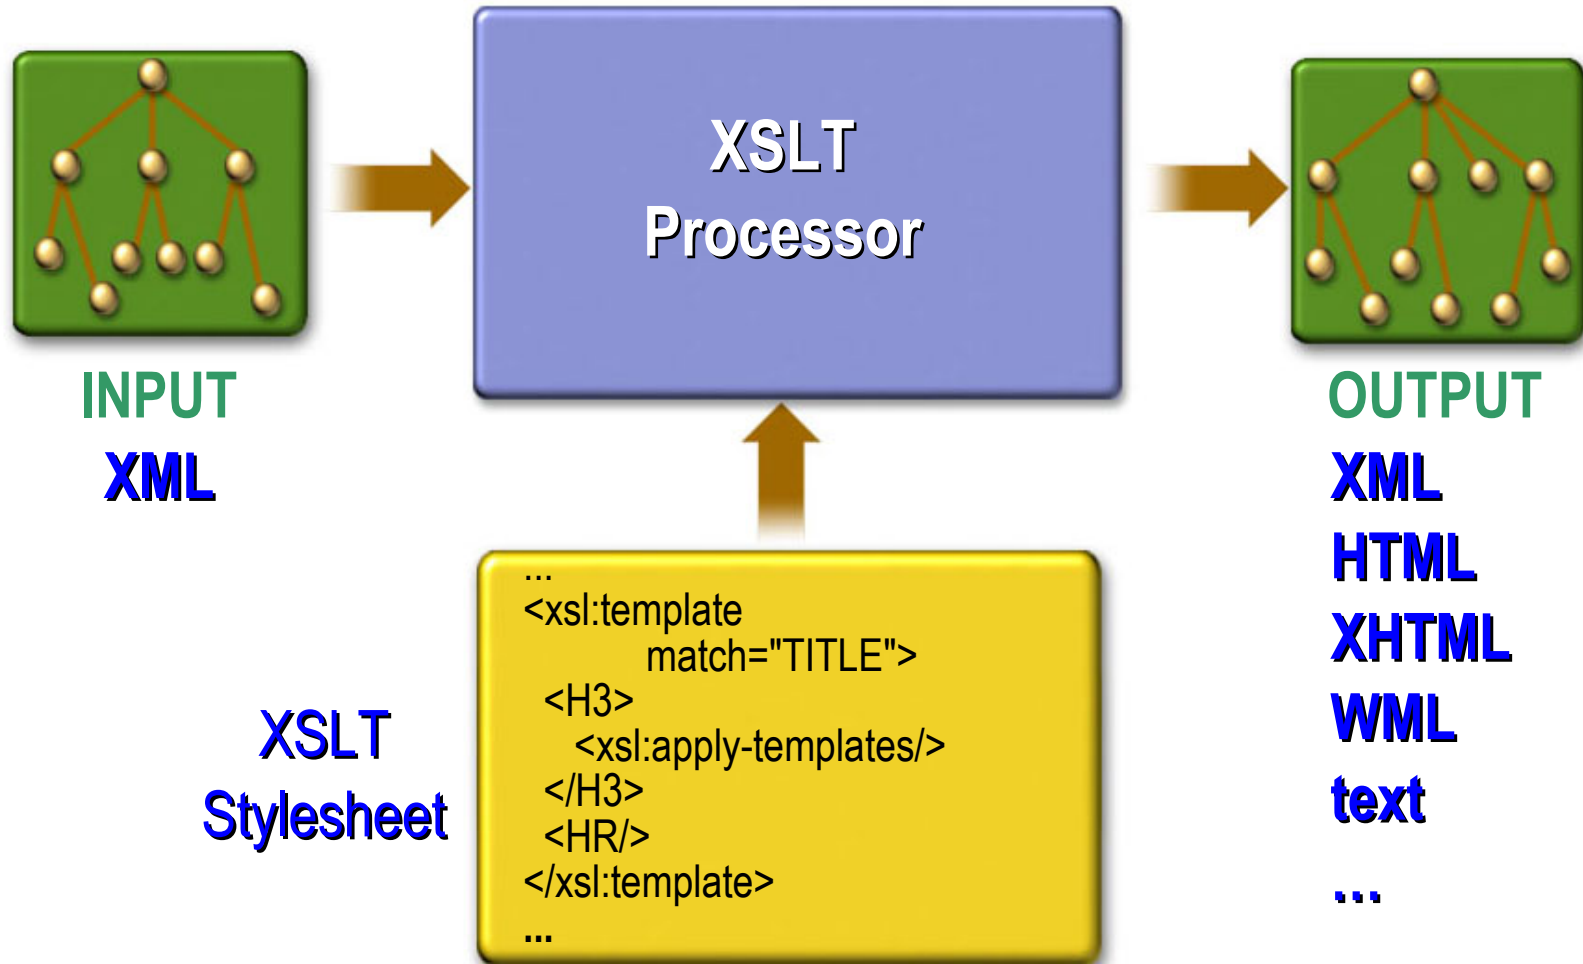 XSLT
Processor
INPUT
XML
OUTPUT
XML
HTML
XHTML
WML
text
...
XSLT
Stylesheet
...
<xsl:template
match="TITLE">
<H3>
<xsl:apply-templates/>
</H3>
<HR/>
</xsl:template>
...